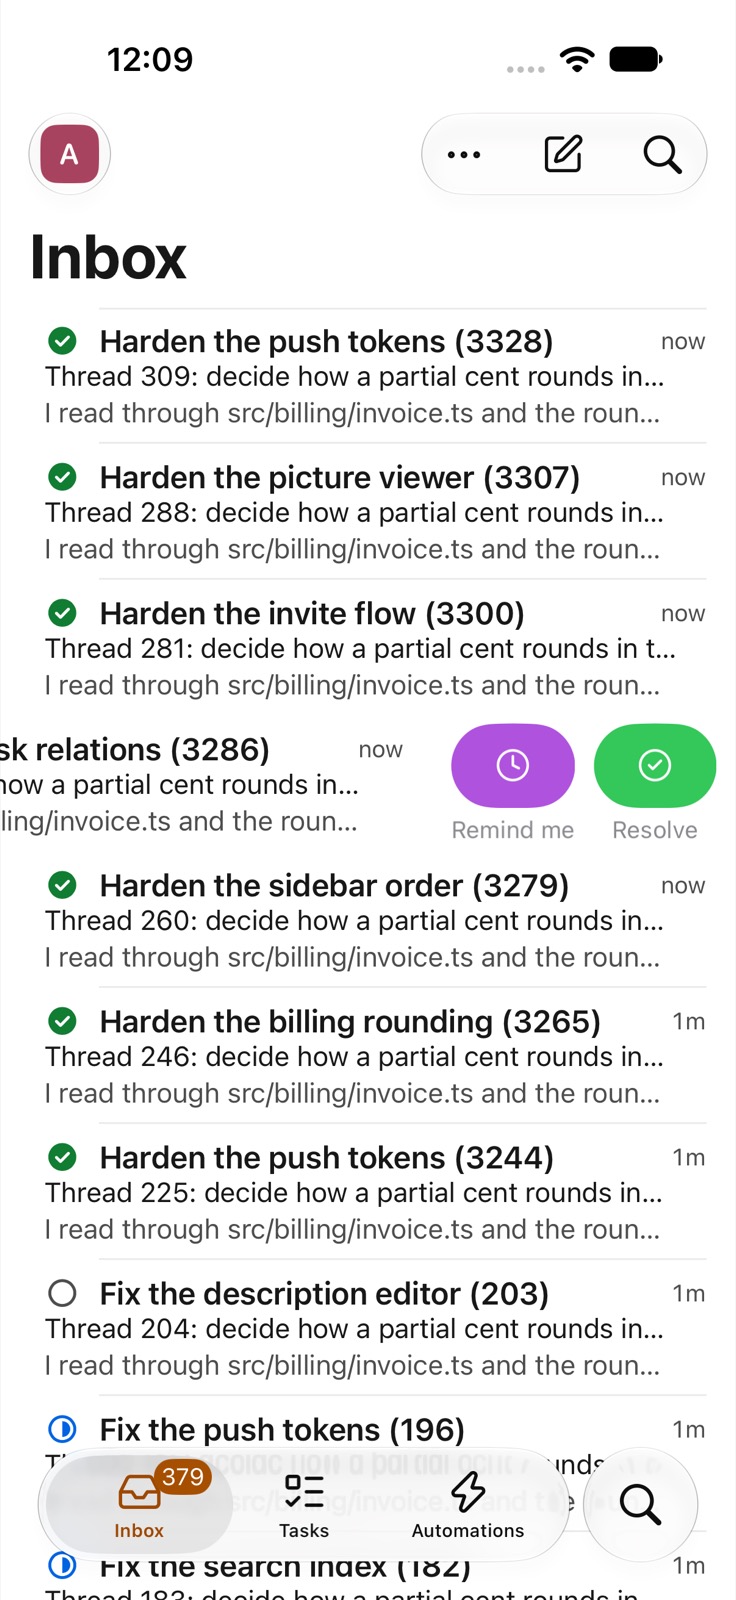 12:09
A
Inbox
Harden the push tokens (3328)
now
Thread 309: decide how a partial cent rounds in...
I read through src/billing/invoice.ts and the roun...
Harden the picture viewer (3307)
now
Thread 288: decide how a partial cent rounds in...
I read through src/billing/invoice.ts and the roun...
Harden the invite flow (3300)
now
Thread 281: decide how a partial cent rounds in t...
I read through src/billing/invoice.ts and the roun...
sk relations (3286)
now
now a partial cent rounds in...
ling/invoice.ts and the roun...
Remind me
Resolve
Harden the sidebar order (3279)
now
Thread 260: decide how a partial cent rounds in...
I read through src/billing/invoice.ts and the roun...
Harden the billing rounding (3265)
1m
Thread 246: decide how a partial cent rounds in...
I read through src/billing/invoice.ts and the roun...
Harden the push tokens (3244)
1m
Thread 225: decide how a partial cent rounds in...
I read through src/billing/invoice.ts and the roun...
Fix the description editor (203)
1m
Thread 204: decide how a partial cent rounds in...
I read through src/billing/invoice.ts and the roun...
Fix the push tokens (196)
1m
379
Inbox
Tasks
Automations
Fix the search index (182)
1m
Thread 183: decide how a partial cent rounds in